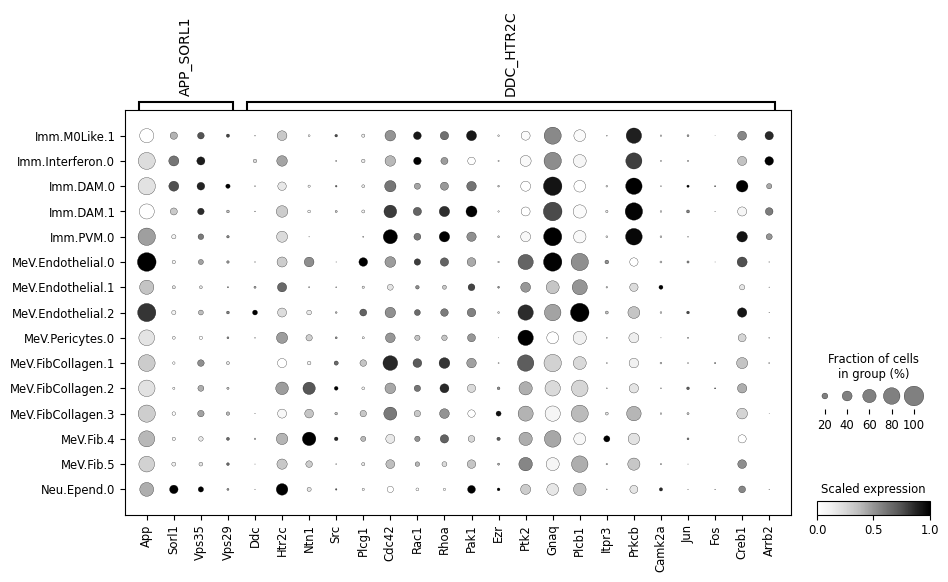 APP_SORL1
DDC_HTR2C
Imm.M0Like.1
Imm.Interferon.0
Imm.DAM.0
Imm.DAM.1
Imm.PVM.0
MeV.Endothelial.0
MeV.Endothelial.1
MeV.Endothelial.2
MeV.Pericytes.0
MeV.FibCollagen.1
MeV.FibCollagen.2
MeV.FibCollagen.3
MeV.Fib.4
MeV.Fib.5
Neu.Epend.0
App
Sorl1
Vps35
Vps29
Ddc
Htr2c
Ntn1
Src
Plcg1
Cdc42
Rac1
Rhoa
Pak1
Ezr
Ptk2
Gnaq
Plcb1
Itpr3
Prkcb
Camk2a
Jun
Fos
Creb1
Arrb2
Fraction of cells
in group (%)
20 40 60 80 100
Scaled expression
0.0 0.5 1.0